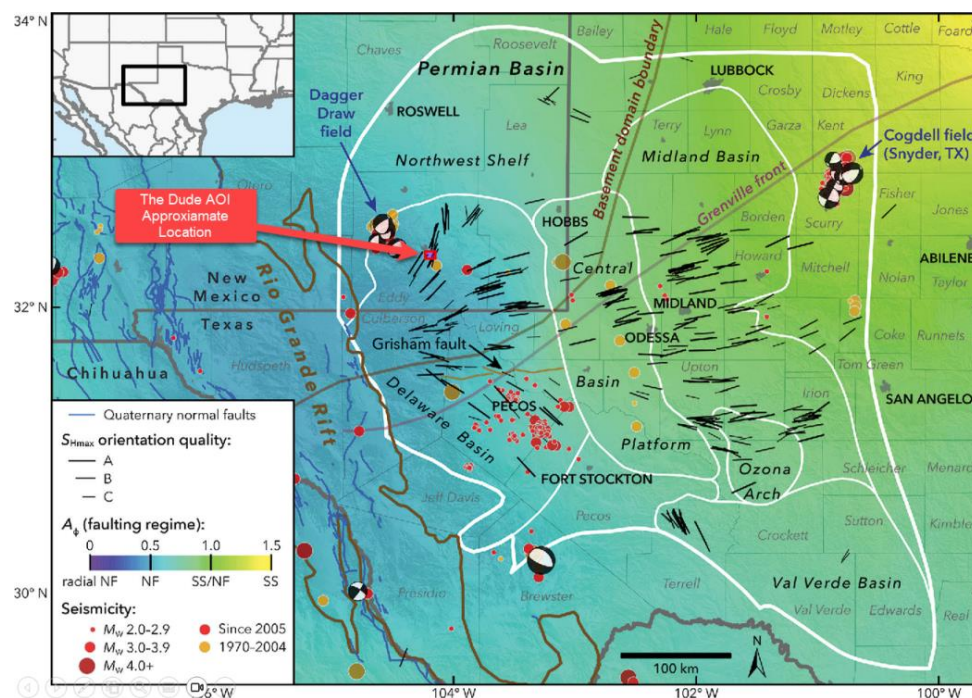 34° N
32° N
30° N
Chaves
Roosevelt
Bailey
Hale
Floyd
Motley
Cottle
Foard
Permian Basin
LUBBOCK
King
Dagger
Draw
field
ROSWELL
Lea
Basement domain boundary
Terry
Lynn
Crosby
Dickens
Garza
Kent
Cogdell field
(Snyder, TX)
Northwest Shelf
Midland Basin
Otero
The Dude AOI
Approxiamate
Location
HOBBS
Grenville front
Borden
Scurry
Fisher
Jones
Central
Howard
ABILENE
New
Mexico
Texas
Eddy
Culberson
Loving
MIDLAND
Mitchell
Nolan
Taylor
Rio Grande Rift
Grisham fault
ODESSA
Coke
Runnels
Chihuahua
Hudspeth
Delaware Basin
PECOS
Basin
Upton
Irion
Tom Green
SAN ANGELO
Platform
Ozona
Arch
Schleicher
Menard
Jeff Davis
FORT STOCKTON
Pecos
Crockett
Sutton
Kimble
Presidio
Brewster
Terrell
Val Verde Basin
Val Verde
Edwards
Real
Quaternary normal faults
SHmax orientation quality:
A
B
C
Aϕ (faulting regime):
0 0.5 1.0 1.5
radial NF NF SS/NF SS
Seismicity:
Mw 2.0-2.9
Mw 3.0-3.9
Mw 4.0+
Since 2005
1970-2004
100 km
N
104° W
102° W
100° W